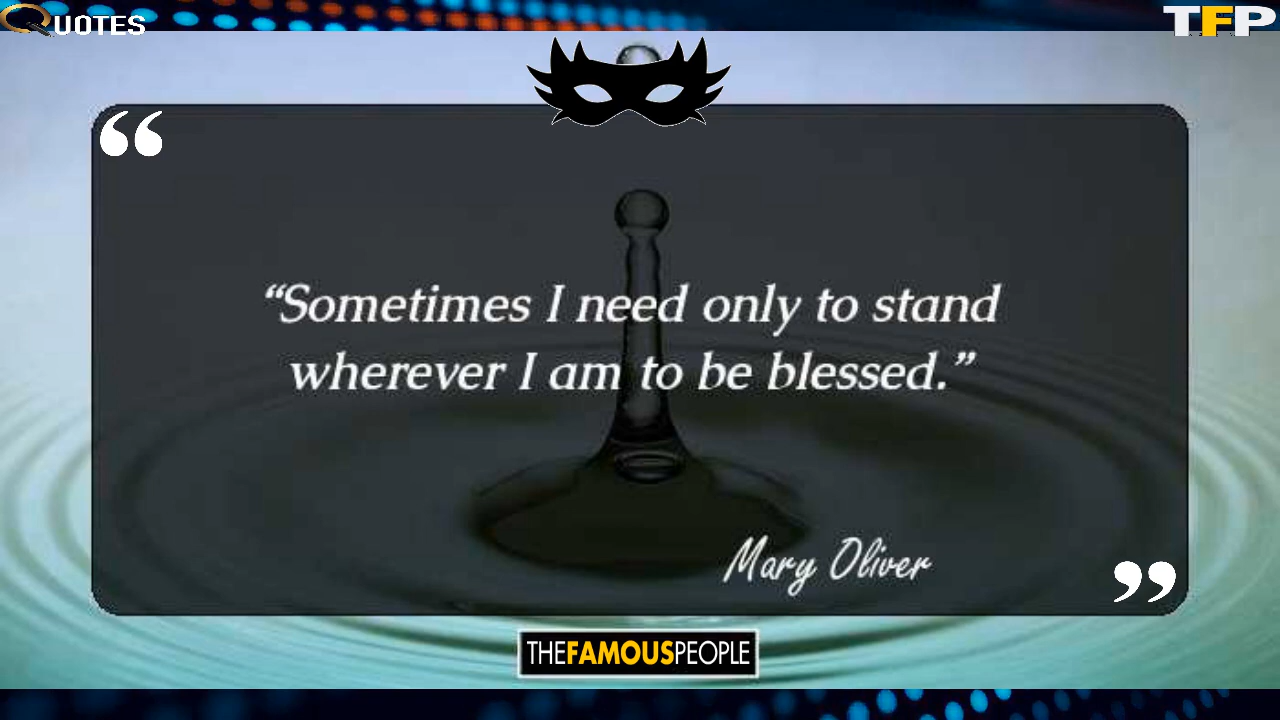 QUOTES
TFP
“Sometimes I need only to stand
wherever I am to be blessed.”
Mary Oliver
THEFAMOUSPEOPLE